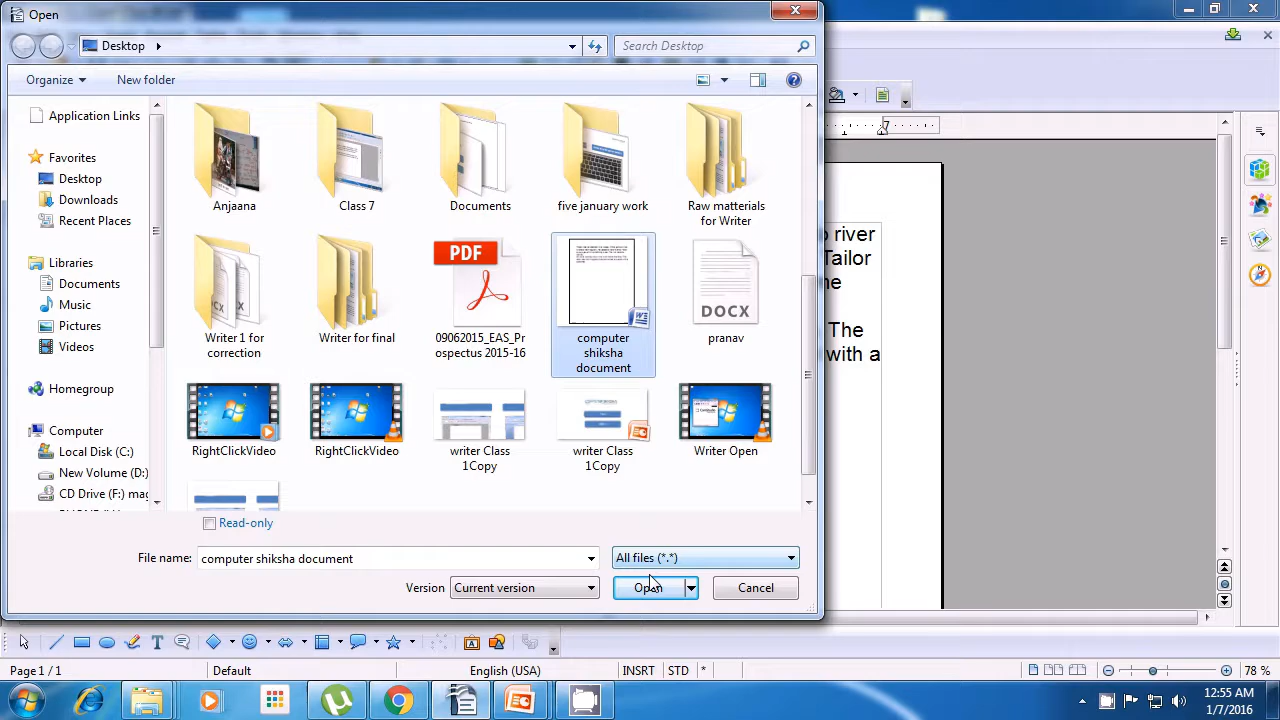 Open
Desktop
Search Desktop
Organize
New folder
Application Links
Favorites
Desktop
Downloads
Recent Places
Libraries
Documents
Music
Pictures
Videos
Homegroup
Computer
Local Disk (C:)
New Volume (D:)
CD Drive (F:) mag
Anjaana
Class 7
Documents
five january work
Raw matterials
for Writer
Writer 1 for
correction
Writer for final
PDF
09062015_EAS_Pr
ospectus 2015-16
computer
shiksha
document
DOCX
pranav
RightClickVideo
RightClickVideo
writer Class
1Copy
writer Class
1Copy
Writer Open
Read-only
File name:
computer shiksha document
All files (*.*)
Version
Current version
Open
Cancel
river
Tailor
The
with a
Page 1 / 1
Default
English (USA)
INSRT
STD
*
78 %
12:55 AM
1/7/2016